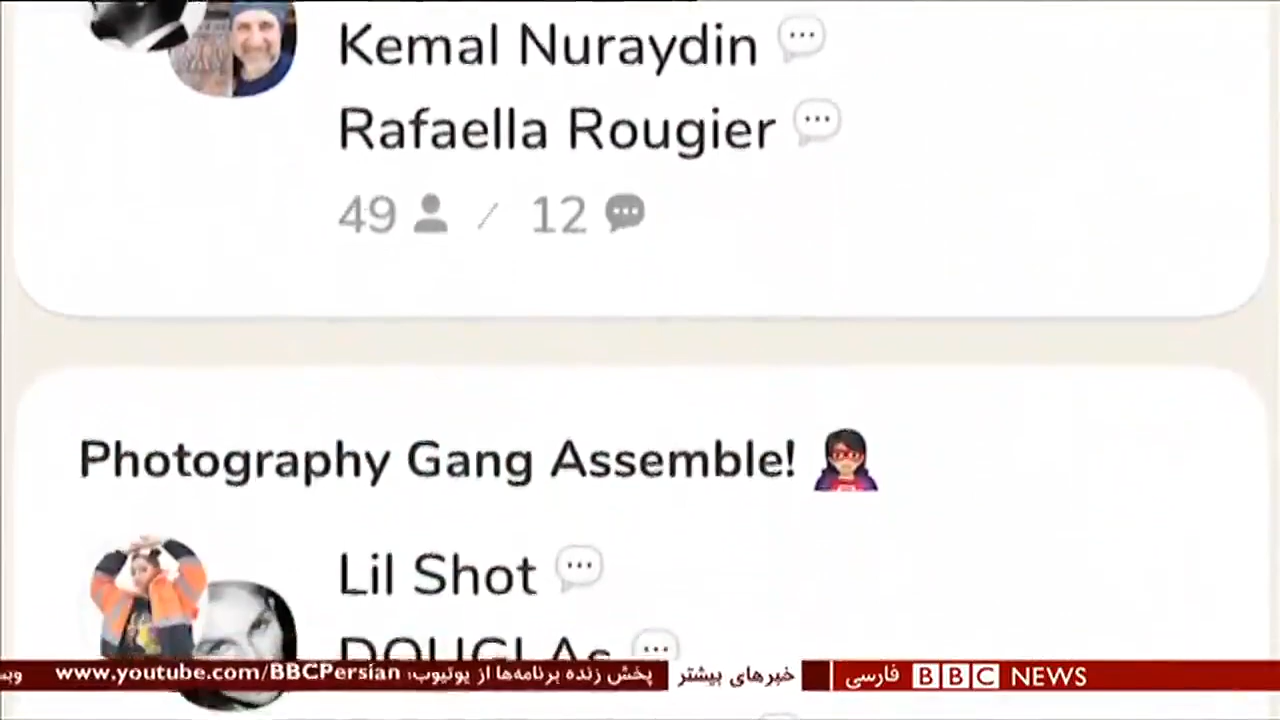 Kemal Nuraydin
Rafaella Rougier
49 / 12
Photography Gang Assemble!
Lil Shot
DOUGLAs
خبرهای بیشتر پخش زنده برنامه‌ها از یوتیوب: www.youtube.com/BBCPersian
BBC NEWS فارسی